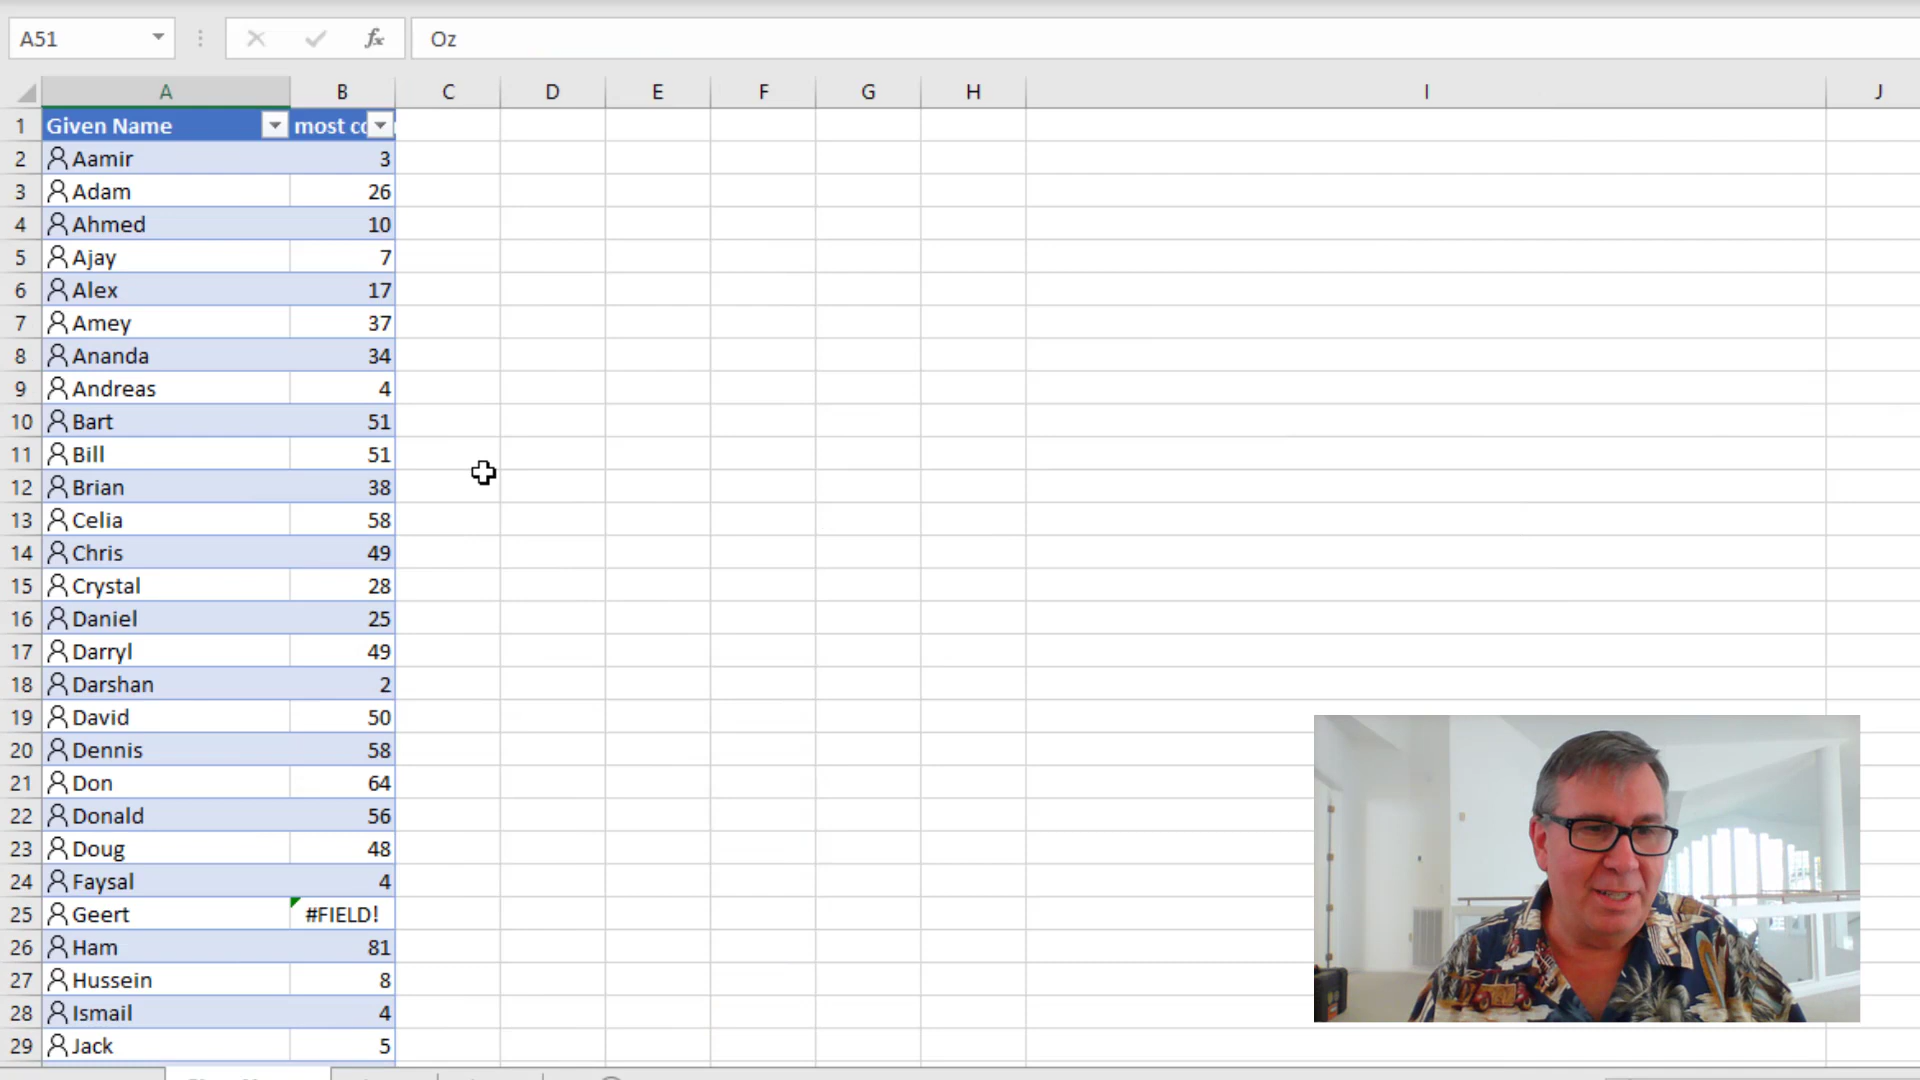 A51 fx Oz
A B C D E F G H I J
1 Given Name most co
2 Aamir 3
3 Adam 26
4 Ahmed 10
5 Ajay 7
6 Alex 17
7 Amey 37
8 Ananda 34
9 Andreas 4
10 Bart 51
11 Bill 51
12 Brian 38
13 Celia 58
14 Chris 49
15 Crystal 28
16 Daniel 25
17 Darryl 49
18 Darshan 2
19 David 50
20 Dennis 58
21 Don 64
22 Donald 56
23 Doug 48
24 Faysal 4
25 Geert #FIELD!
26 Ham 81
27 Hussein 8
28 Ismail 4
29 Jack 5